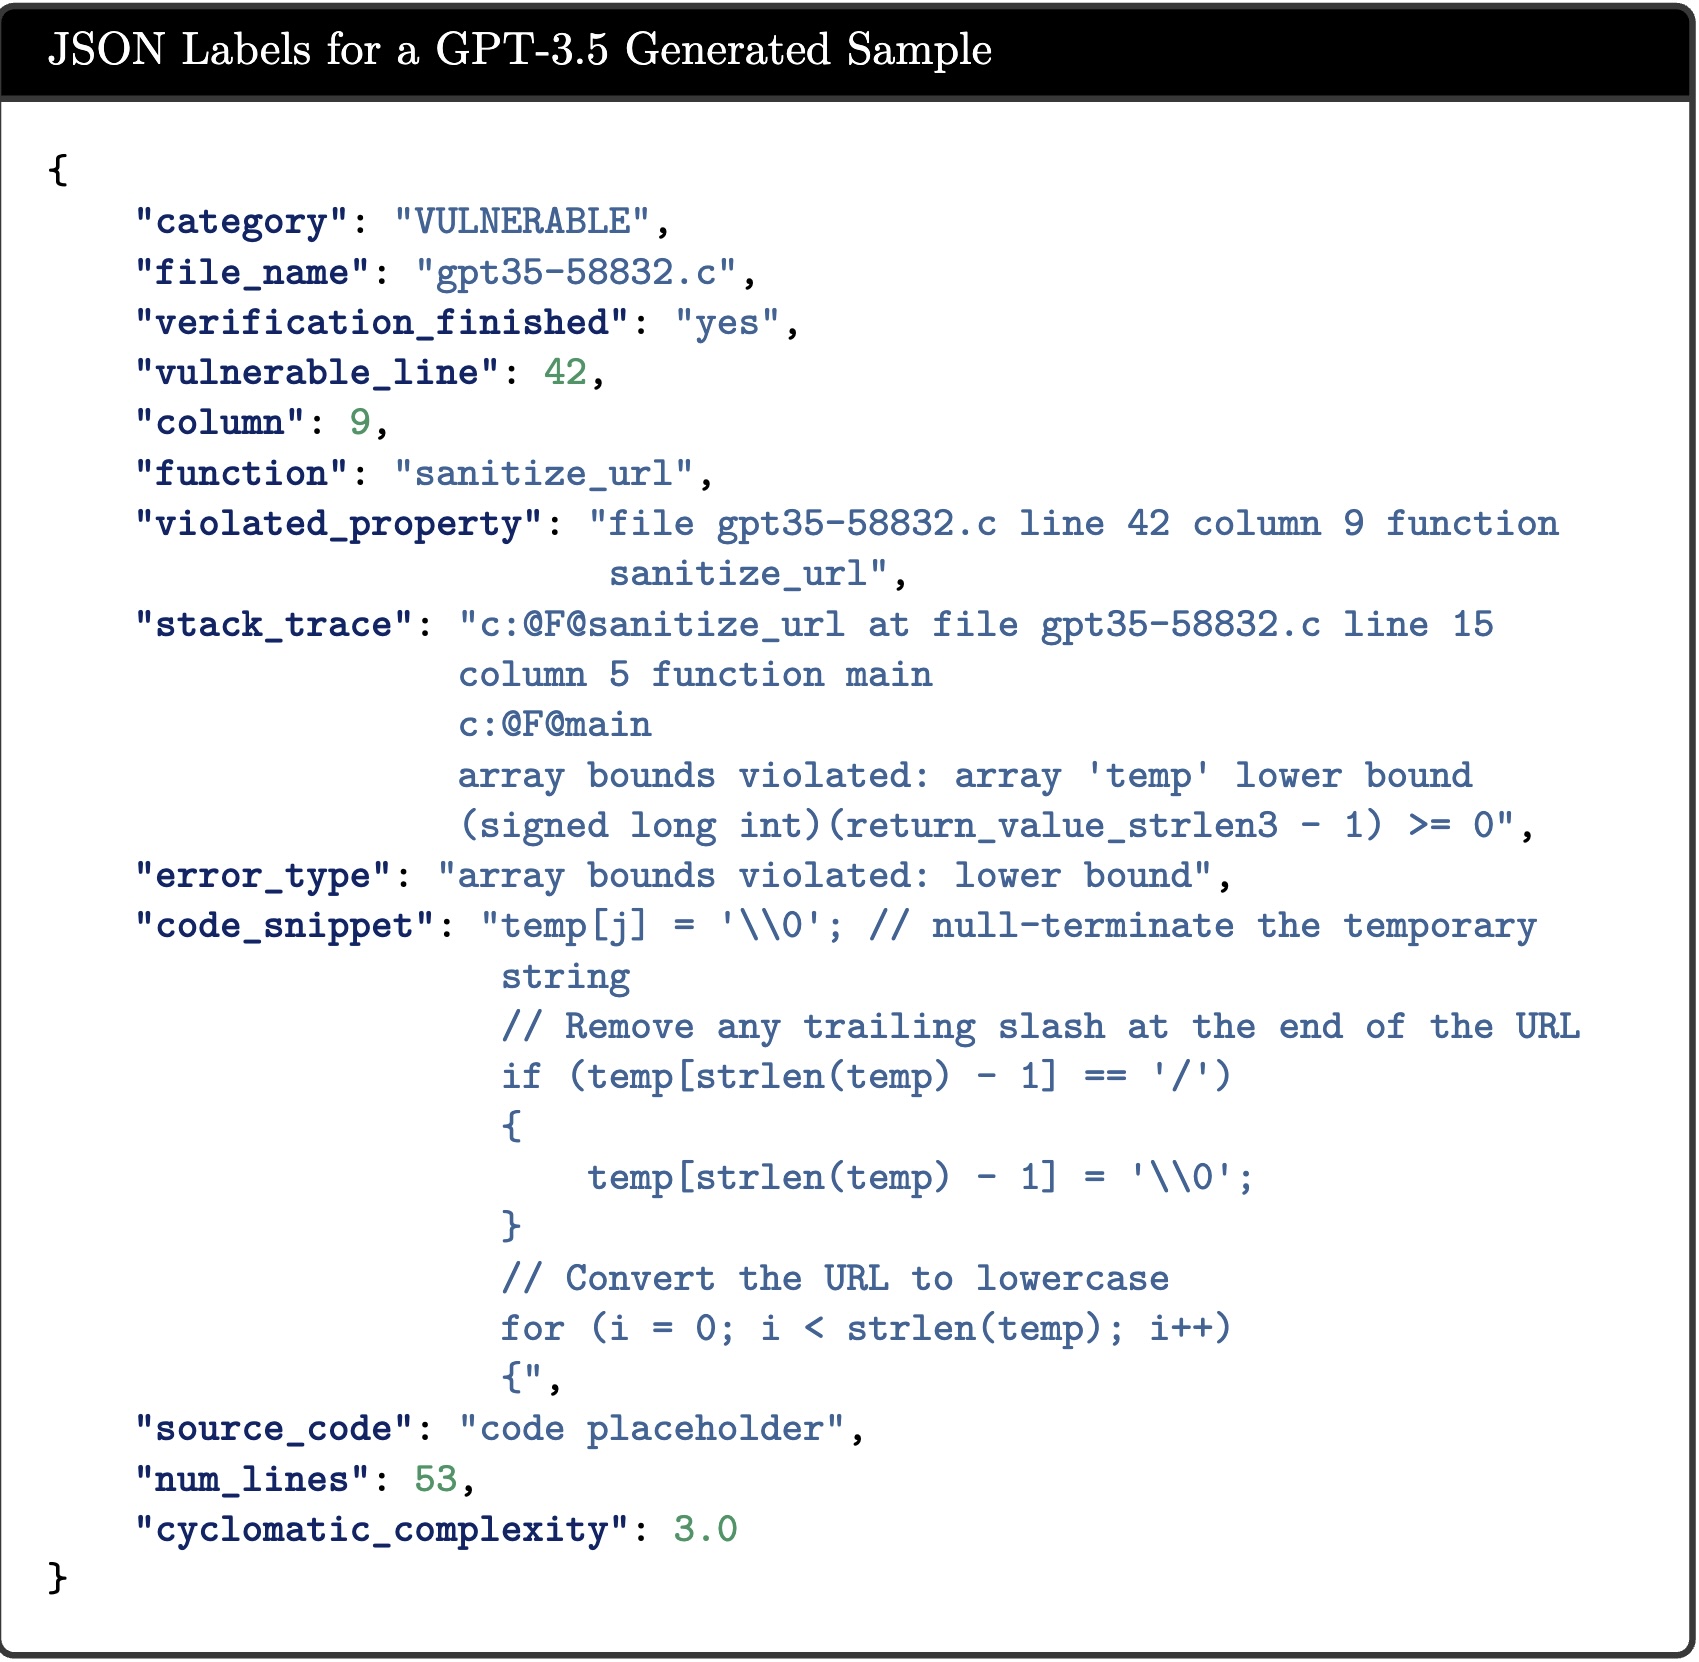 JSON Labels for a GPT-3.5 Generated Sample
{
    "category": "VULNERABLE",
    "file_name": "gpt35-58832.c",
    "verification_finished": "yes",
    "vulnerable_line": 42,
    "column": 9,
    "function": "sanitize_url",
    "violated_property": "file gpt35-58832.c line 42 column 9 function
                          sanitize_url",
    "stack_trace": "c:@F@sanitize_url at file gpt35-58832.c line 15
                   column 5 function main
                   c:@F@main
                   array bounds violated: array 'temp' lower bound
                   (signed long int)(return_value_strlen3 - 1) >= 0",
    "error_type": "array bounds violated: lower bound",
    "code_snippet": "temp[j] = '\\0'; // null-terminate the temporary
                     string
                     // Remove any trailing slash at the end of the URL
                     if (temp[strlen(temp) - 1] == '/')
                     {
                         temp[strlen(temp) - 1] = '\\0';
                     }
                     // Convert the URL to lowercase
                     for (i = 0; i < strlen(temp); i++)
                     {",
    "source_code": "code placeholder",
    "num_lines": 53,
    "cyclomatic_complexity": 3.0
}